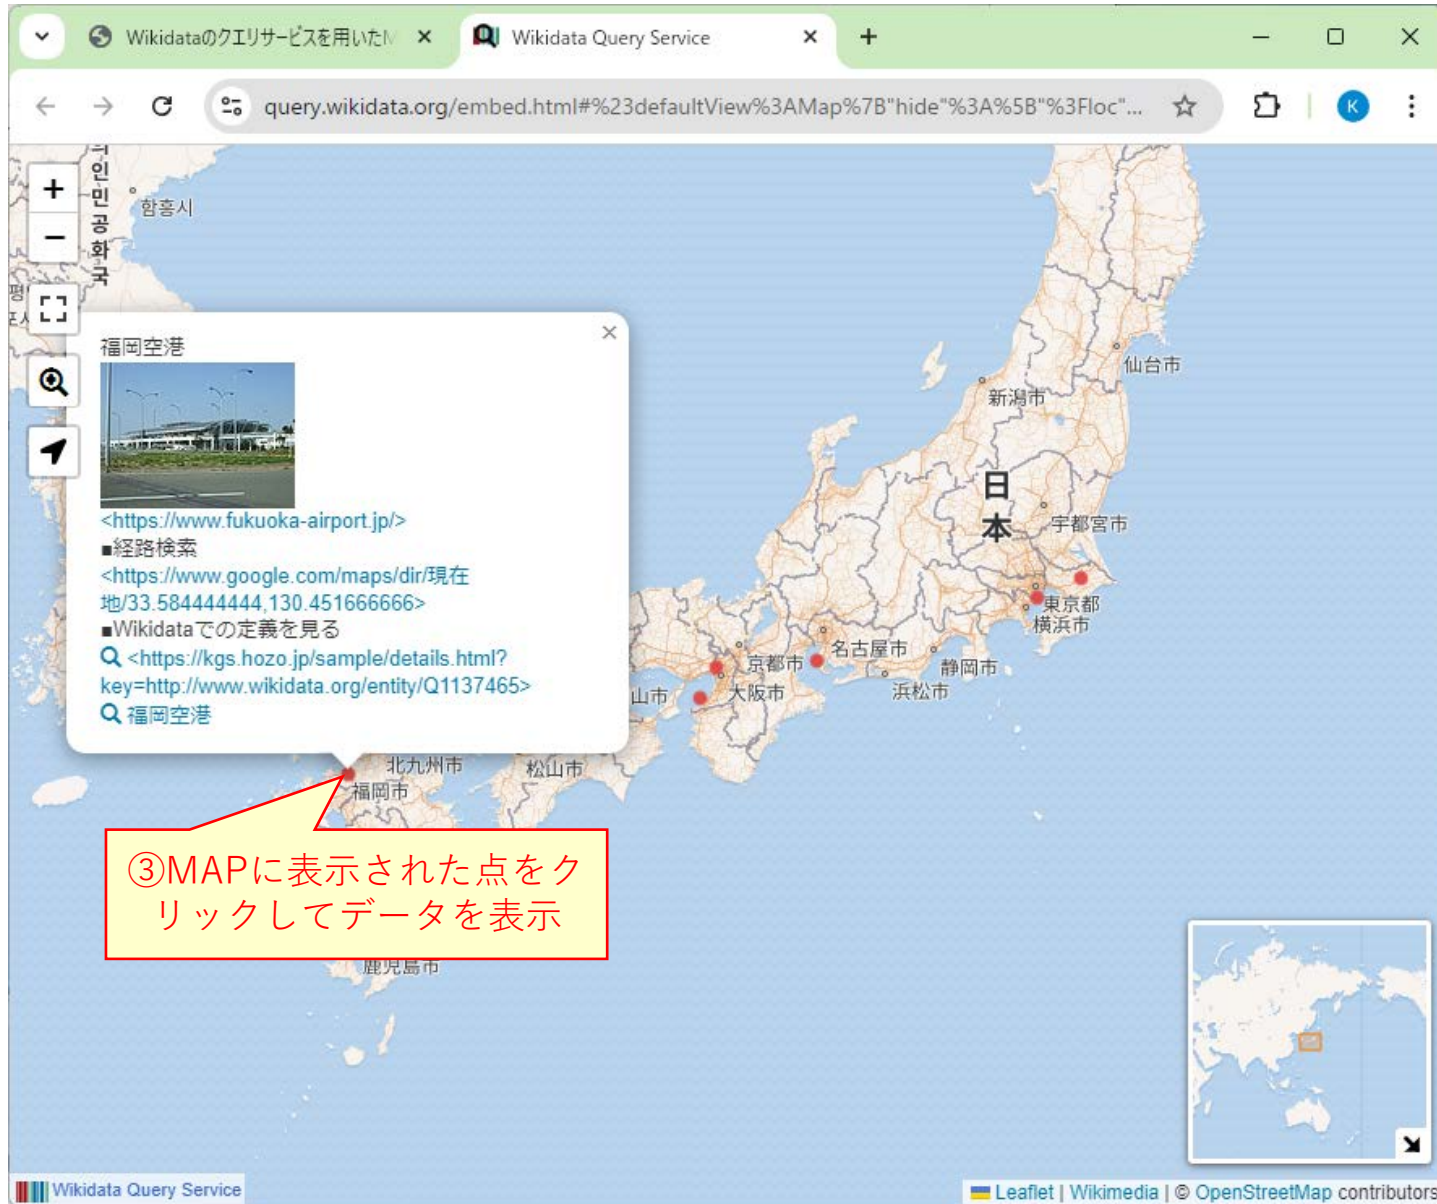 Wikidataのクエリサービスを用いた
Wikidata Query Service
query.wikidata.org/embed.html#%23defaultView%3AMap%7B"hide"%3A%5B"%3Floc"...
K
인민공화국
함흥시
福岡空港
<https://www.fukuoka-airport.jp/>
■経路検索
<https://www.google.com/maps/dir/現在
地/33.584444444,130.451666666>
■Wikidataでの定義を見る
<https://kgs.hozo.jp/sample/details.html?
key=http://www.wikidata.org/entity/Q1137465>
福岡空港
仙台市
新潟市
日本
宇都宮市
東京都
横浜市
名古屋市
京都市
静岡市
山市
大阪市
浜松市
北九州市
松山市
福岡市
③MAPに表示された点をク
リックしてデータを表示
鹿児島市
Wikidata Query Service
Leaflet | Wikimedia | © OpenStreetMap contributors